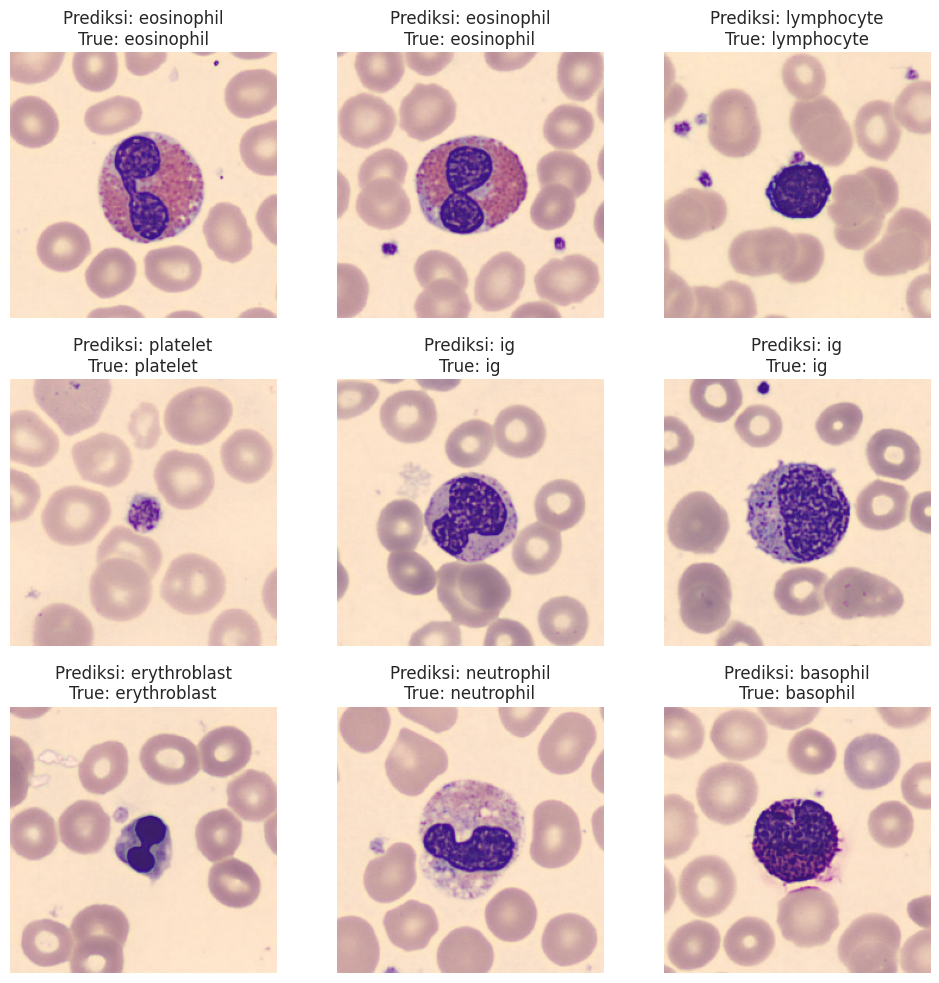 Prediksi: eosinophil
True: eosinophil
Prediksi: eosinophil
True: eosinophil
Prediksi: lymphocyte
True: lymphocyte
Prediksi: platelet
True: platelet
Prediksi: ig
True: ig
Prediksi: ig
True: ig
Prediksi: erythroblast
True: erythroblast
Prediksi: neutrophil
True: neutrophil
Prediksi: basophil
True: basophil